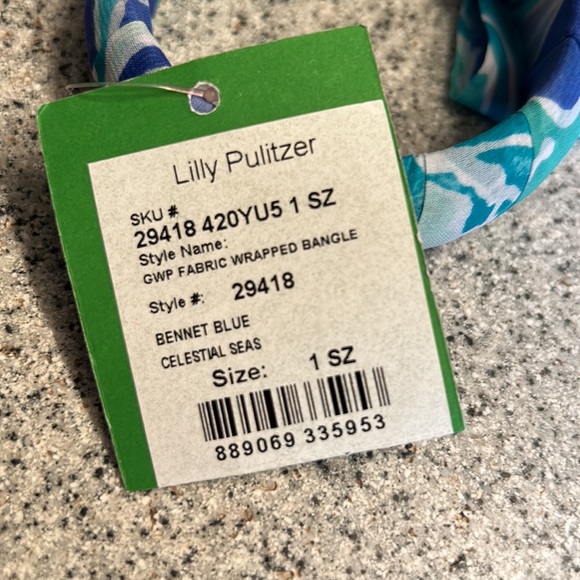 Lilly Pulitzer
SKU #
29418 420YU5 1 SZ
Style Name:
GWP FABRIC WRAPPED BANGLE
Style #: 29418
BENNET BLUE
CELESTIAL SEAS
Size: 1 SZ
889069 335953